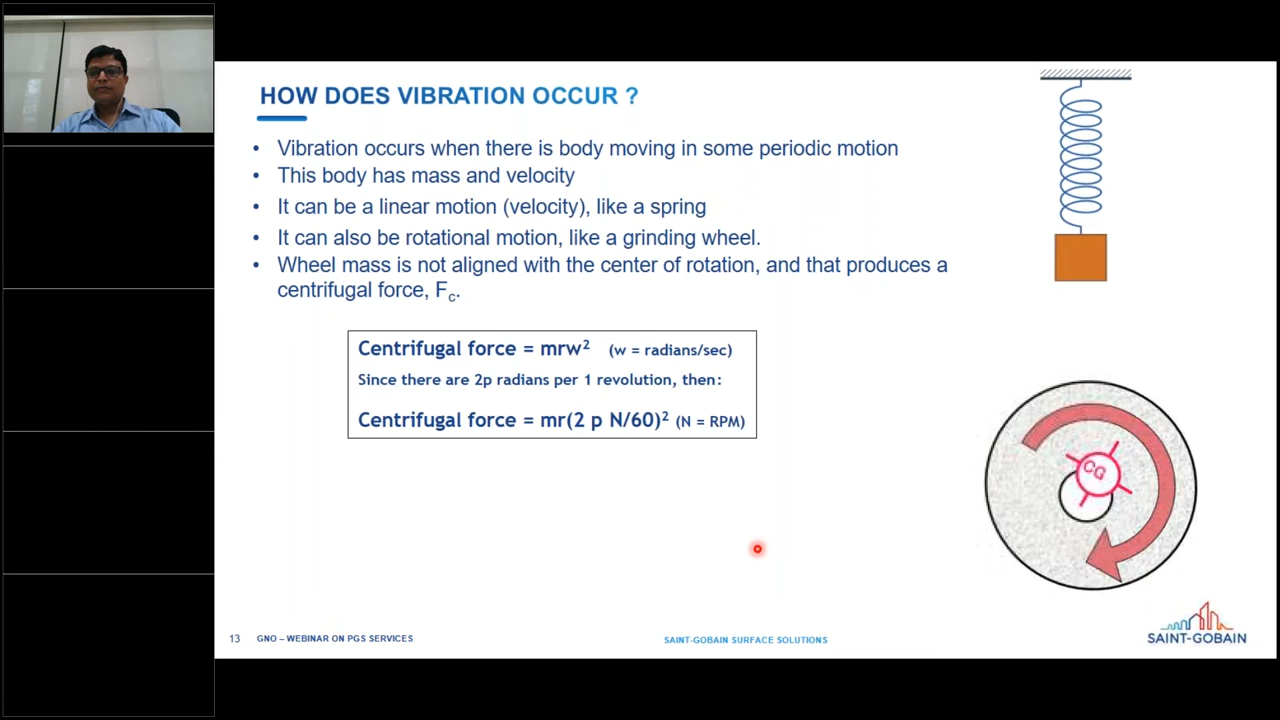 HOW DOES VIBRATION OCCUR ?
• Vibration occurs when there is body moving in some periodic motion
• This body has mass and velocity
• It can be a linear motion (velocity), like a spring
• It can also be rotational motion, like a grinding wheel.
• Wheel mass is not aligned with the center of rotation, and that produces a
centrifugal force, Fc.
Centrifugal force = mrw² (w = radians/sec)
Since there are 2p radians per 1 revolution, then:
Centrifugal force = mr(2 p N/60)² (N = RPM)
CG
13 GNO – WEBINAR ON PGS SERVICES
SAINT-GOBAIN SURFACE SOLUTIONS
SAINT-GOBAIN